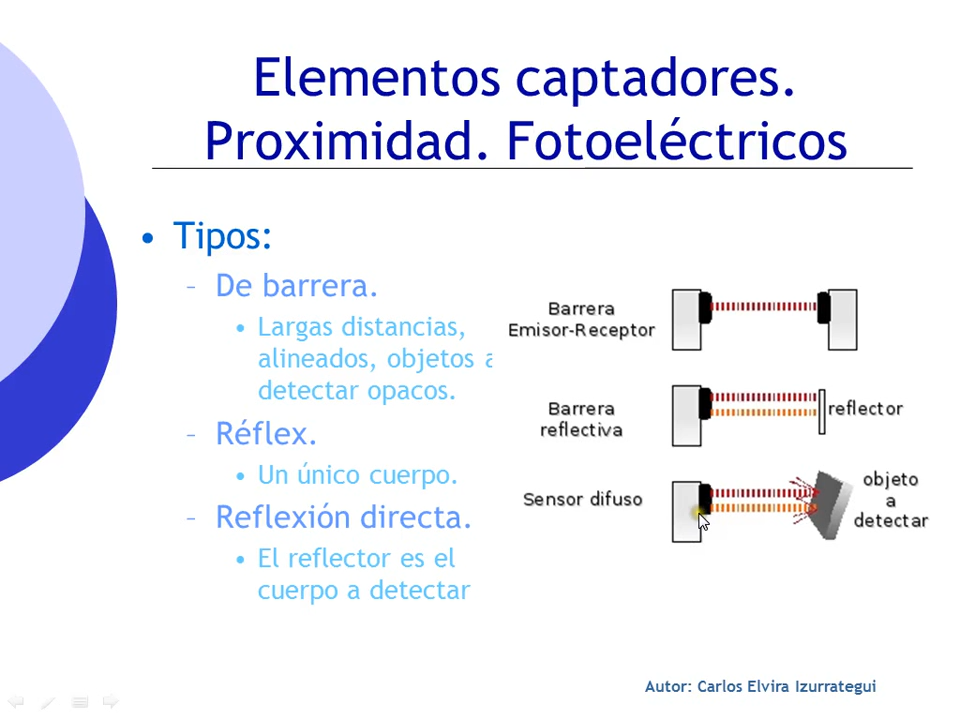 Elementos captadores.
Proximidad. Fotoeléctricos
• Tipos:
– De barrera.
• Largas distancias,
alineados, objetos a
detectar opacos.
– Réflex.
• Un único cuerpo.
– Reflexión directa.
• El reflector es el
cuerpo a detectar
Barrera
Emisor-Receptor
Barrera
reflectiva
reflector
Sensor difuso
objeto
a
detectar
Autor: Carlos Elvira Izurrategui